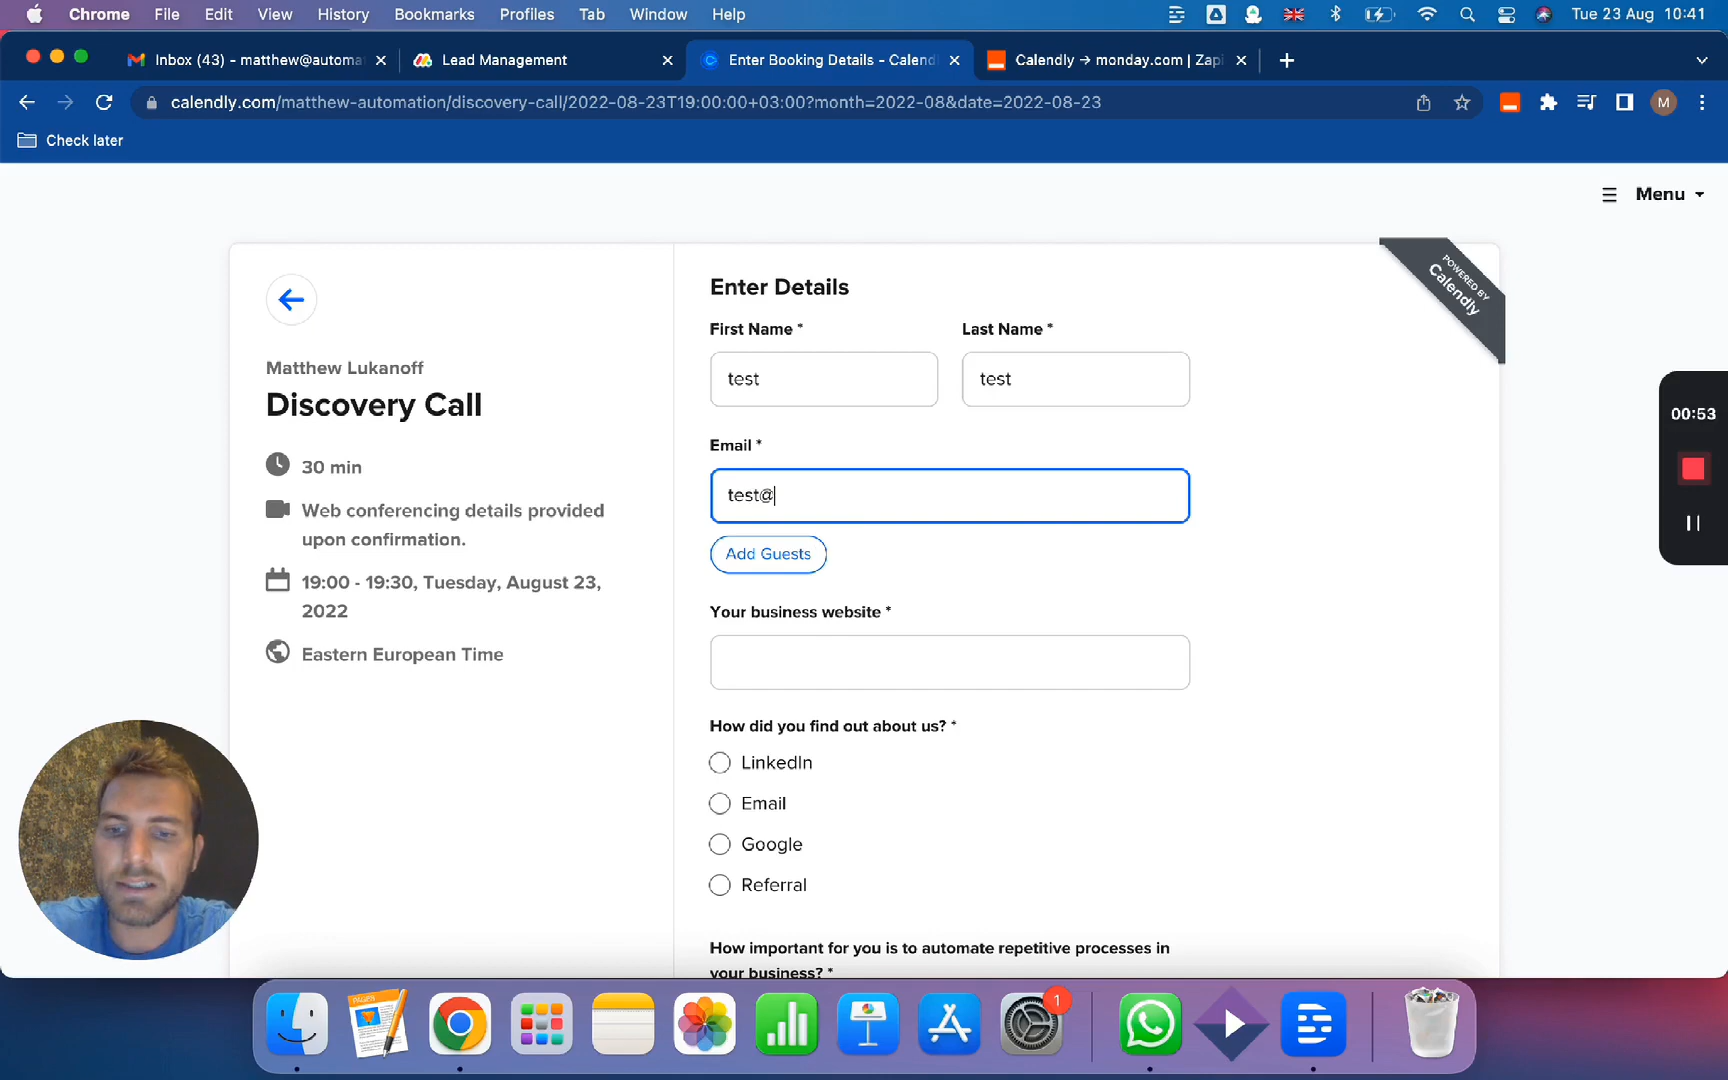 Chrome File Edit View History Bookmarks Profiles Tab Window Help Tue 23 Aug 10:41
Inbox (43) - matthew@automa Lead Management Enter Booking Details - Calend Calendly → monday.com | Zapi
calendly.com/matthew-automation/discovery-call/2022-08-23T19:00:00+03:00?month=2022-08&date=2022-08-23 M
Check later
Menu
POWERED BY
Calendly
Matthew Lukanoff
Discovery Call
30 min
Web conferencing details provided
upon confirmation.
19:00 - 19:30, Tuesday, August 23,
2022
Eastern European Time
Enter Details
First Name * Last Name *
test test
Email *
test@
Add Guests
Your business website *
How did you find out about us? *
LinkedIn
Email
Google
Referral
How important for you is to automate repetitive processes in
your business? *
00:53
PAGES
1